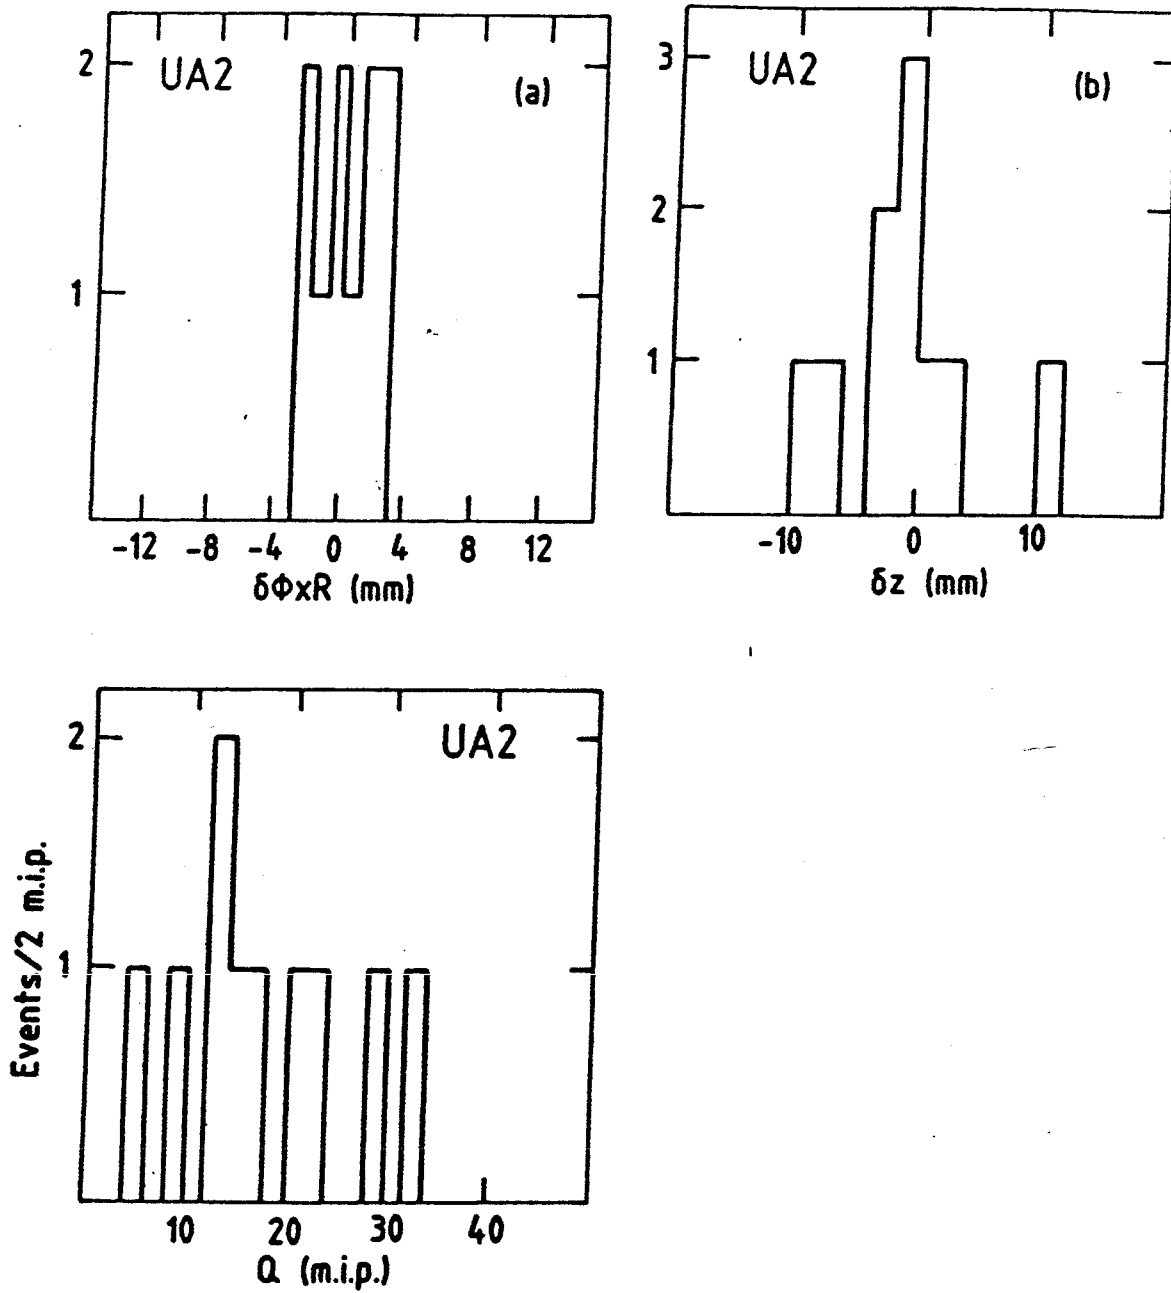 UA2
(a)
2
1
-12 -8 -4 0 4 8 12
δΦxR (mm)
UA2
(b)
3
2
1
-10 0 10
δz (mm)
UA2
2
1
Events/2 m.i.p.
10 20 30 40
Q (m.i.p.)